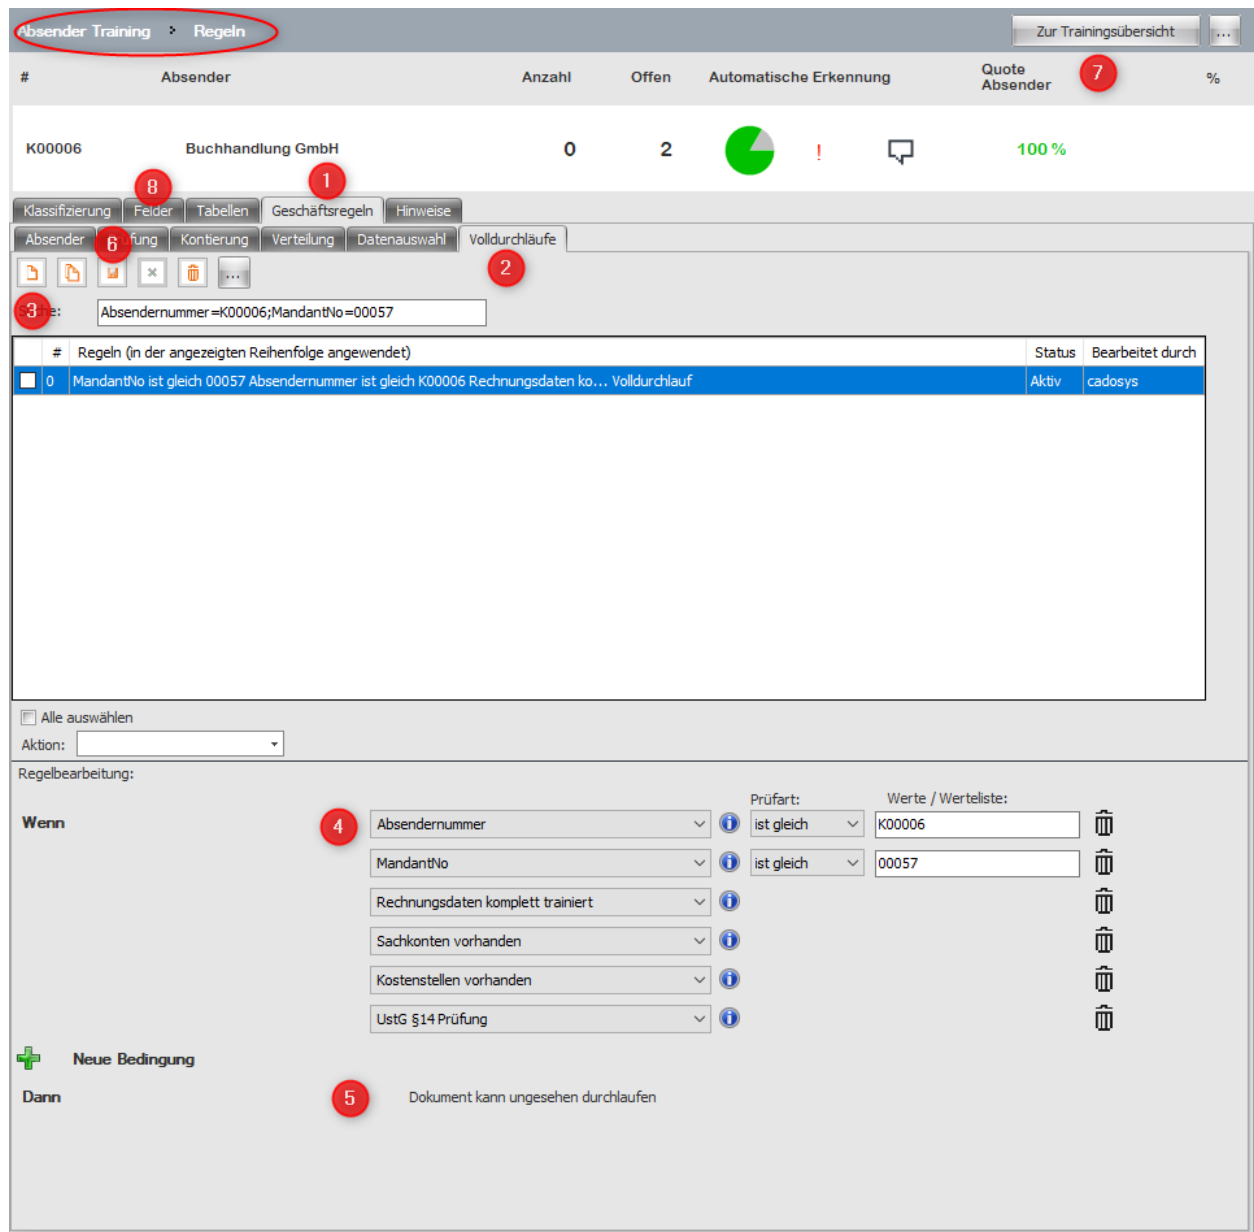 Absender Training Regeln Zur Trainingsübersicht ...
# Absender Anzahl Offen Automatische Erkennung Quote Absender 7 %
K00006 Buchhandlung GmbH 0 2 ! 100 %
8 1
Klassifizierung Felder Tabellen Geschäftsregeln Hinweise
Absender 6 Kontierung Verteilung Datenauswahl Volldurchläufe
... 2
3 Absendernummer=K00006;MandantNo=00057
# Regeln (in der angezeigten Reihenfolge angewendet) Status Bearbeitet durch
0 MandantNo ist gleich 00057 Absendernummer ist gleich K00006 Rechnungsdaten ko... Volldurchlauf Aktiv cadosys
Alle auswählen
Aktion:
Regelbearbeitung:
Prüfart: Werte / Werteliste:
Wenn 4 Absendernummer ist gleich K00006
MandantNo ist gleich 00057
Rechnungsdaten komplett trainiert
Sachkonten vorhanden
Kostenstellen vorhanden
UstG §14 Prüfung
Neue Bedingung
Dann 5 Dokument kann ungesehen durchlaufen